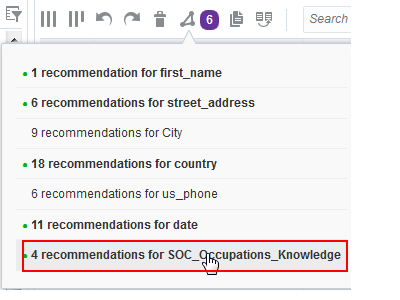 6
Search
1 recommendation for first_name
6 recommendations for street_address
9 recommendations for City
18 recommendations for country
6 recommendations for us_phone
11 recommendations for date
4 recommendations for SOC_Occupations_Knowledge